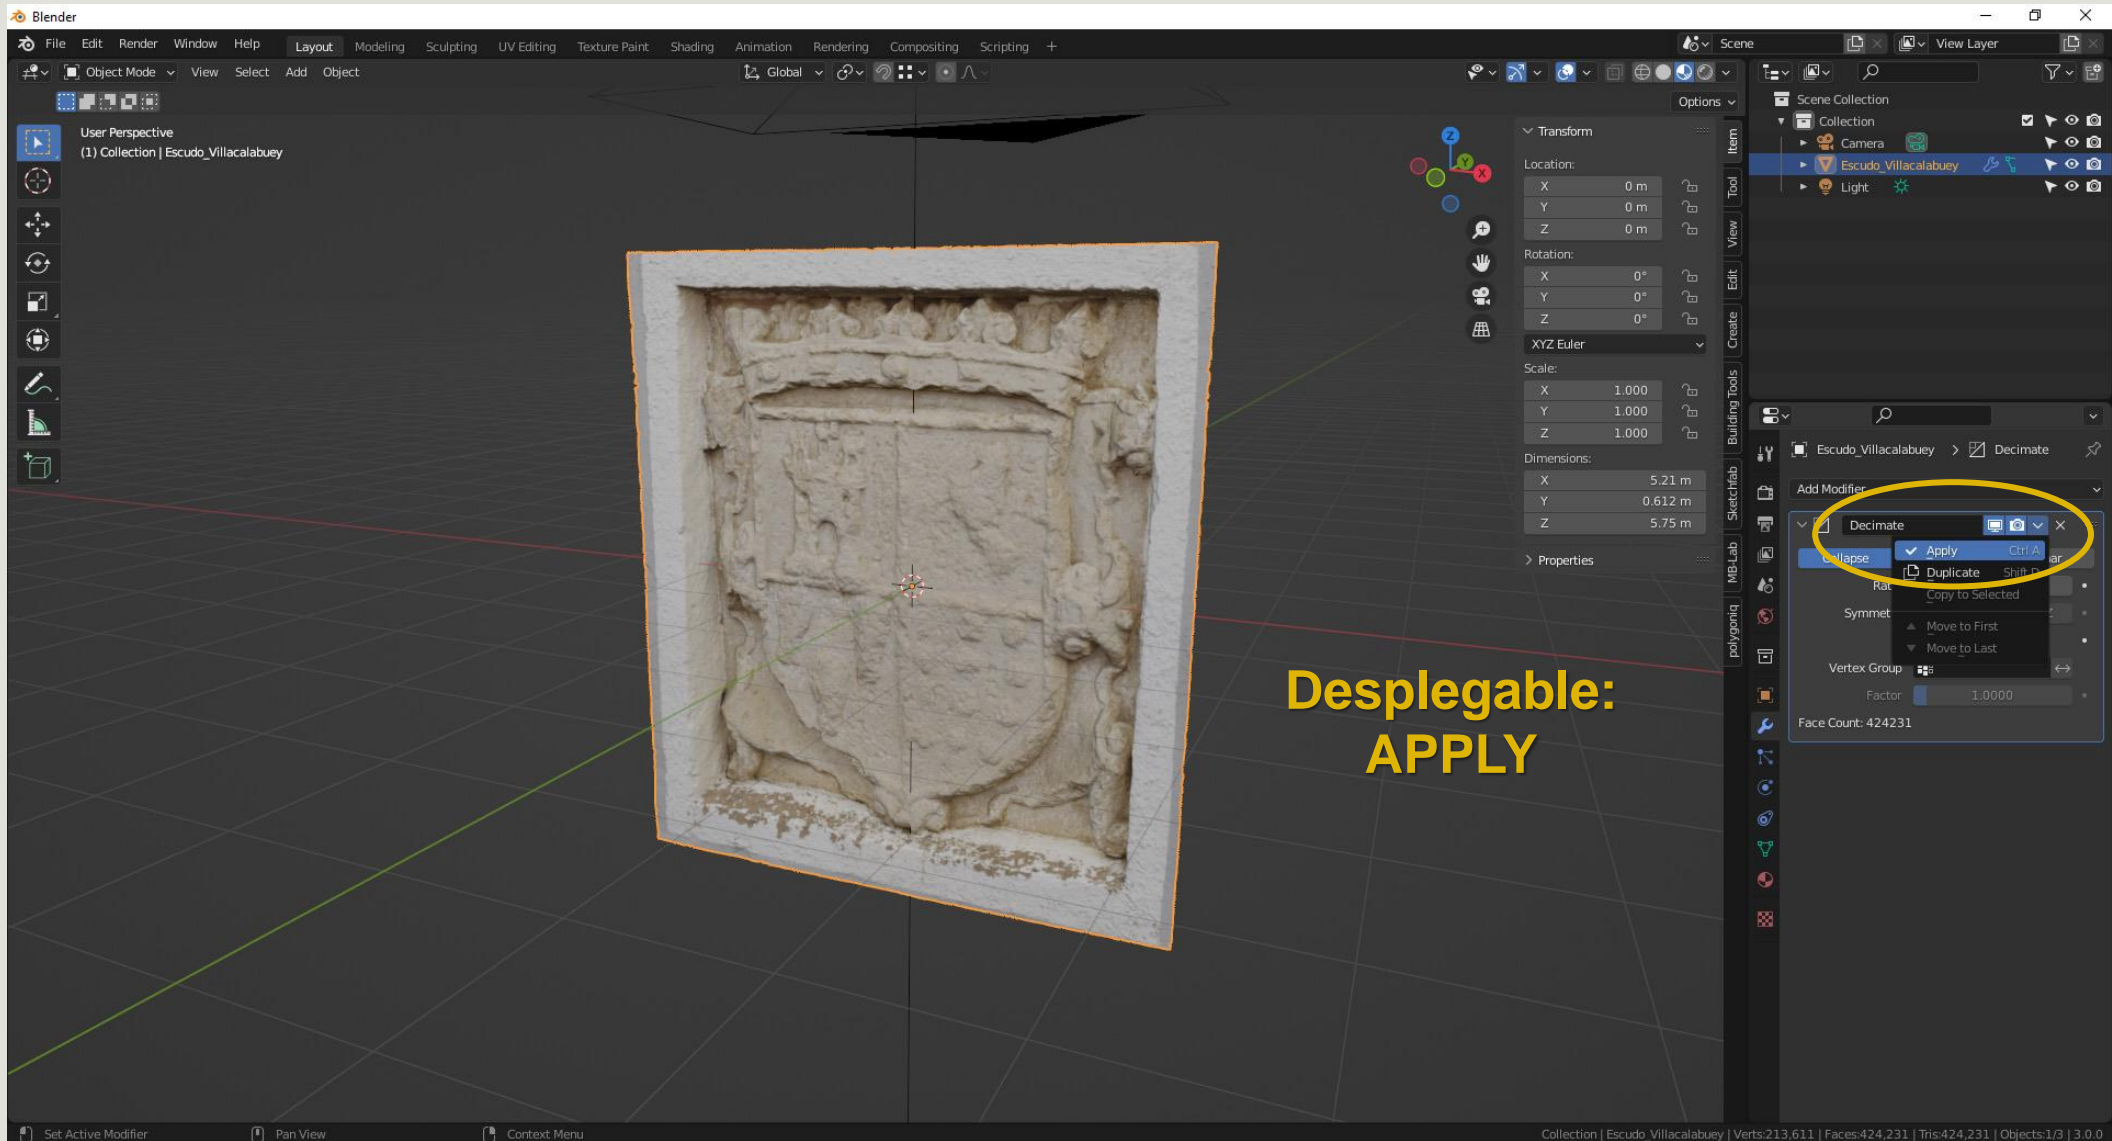 Blender
File Edit Render Window Help Layout Modeling Sculpting UV Editing Texture Paint Shading Animation Rendering Compositing Scripting + Scene View Layer
Object Mode View Select Add Object Global
Options
User Perspective
(1) Collection | Escudo_Villacalabuey
Z
Y
X
Transform
Location:
X 0 m
Y 0 m
Z 0 m
Rotation:
X 0°
Y 0°
Z 0°
XYZ Euler
Scale:
X 1.000
Y 1.000
Z 1.000
Dimensions:
X 5.21 m
Y 0.612 m
Z 5.75 m
Properties
Item
Tool
View
Edit
Create
Building Tools
Sketchfab
MB-Lab
polygoniq
Scene Collection
Collection
Camera
Escudo_Villacalabuey
Light
Escudo_Villacalabuey > Decimate
Add Modifier
Decimate
Apply Ctrl A
Duplicate Shift D
Copy to Selected
Symmet
Move to First
Move to Last
Vertex Group
Factor 1.0000
Face Count: 424231
Desplegable:
APPLY
Set Active Modifier Pan View Context Menu Collection | Escudo_Villacalabuey | Verts:213,611 | Faces:424,231 | Tris:424,231 | Objects:1/3 | 3.0.0